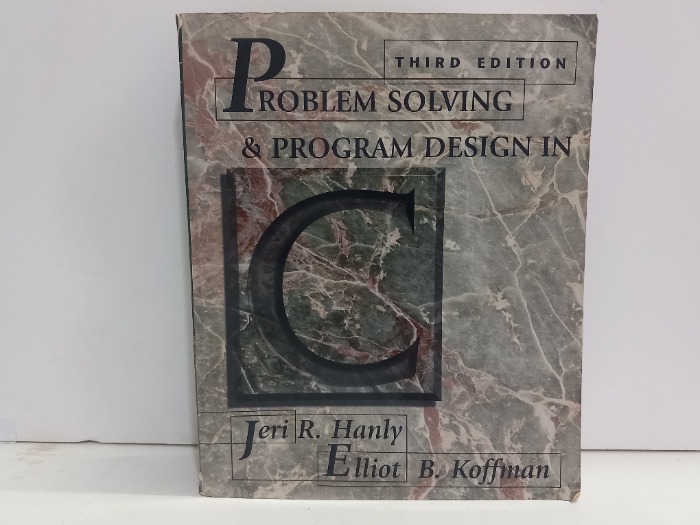 THIRD EDITION
PROBLEM SOLVING
& PROGRAM DESIGN IN
C
Jeri R. Hanly
Elliot B. Koffman